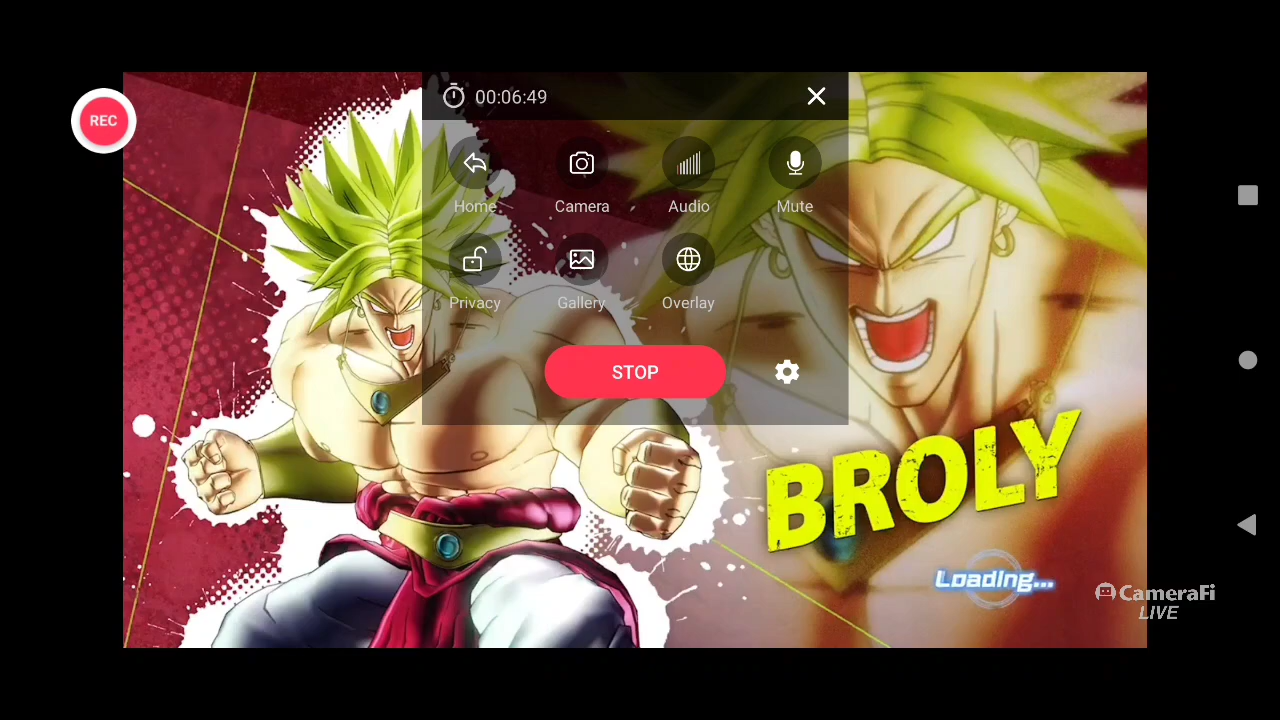 00:06:49
REC
Home
Camera
Audio
Mute
Privacy
Gallery
Overlay
STOP
BROLY
Loading...
CameraFi
LIVE